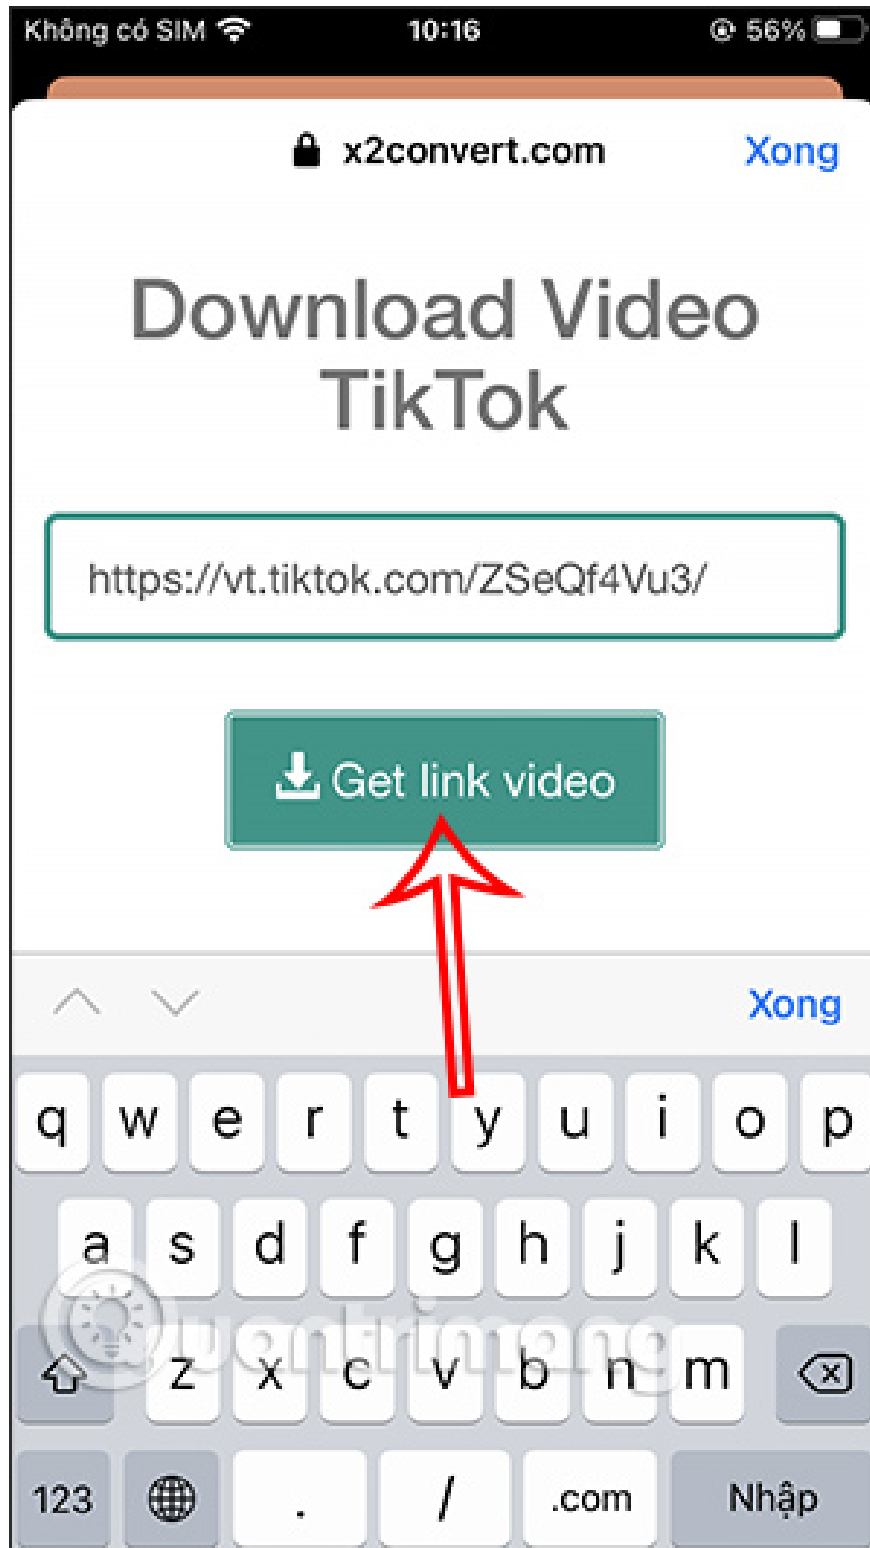 Không có SIM 10:16 56%
x2convert.com Xong
Download Video
TikTok
https://vt.tiktok.com/ZSeQf4Vu3/
Get link video
Xong
q w e r t y u i o p
a s d f g h j k l
Quantrimang
z x c v b n m
123 . / .com Nhập